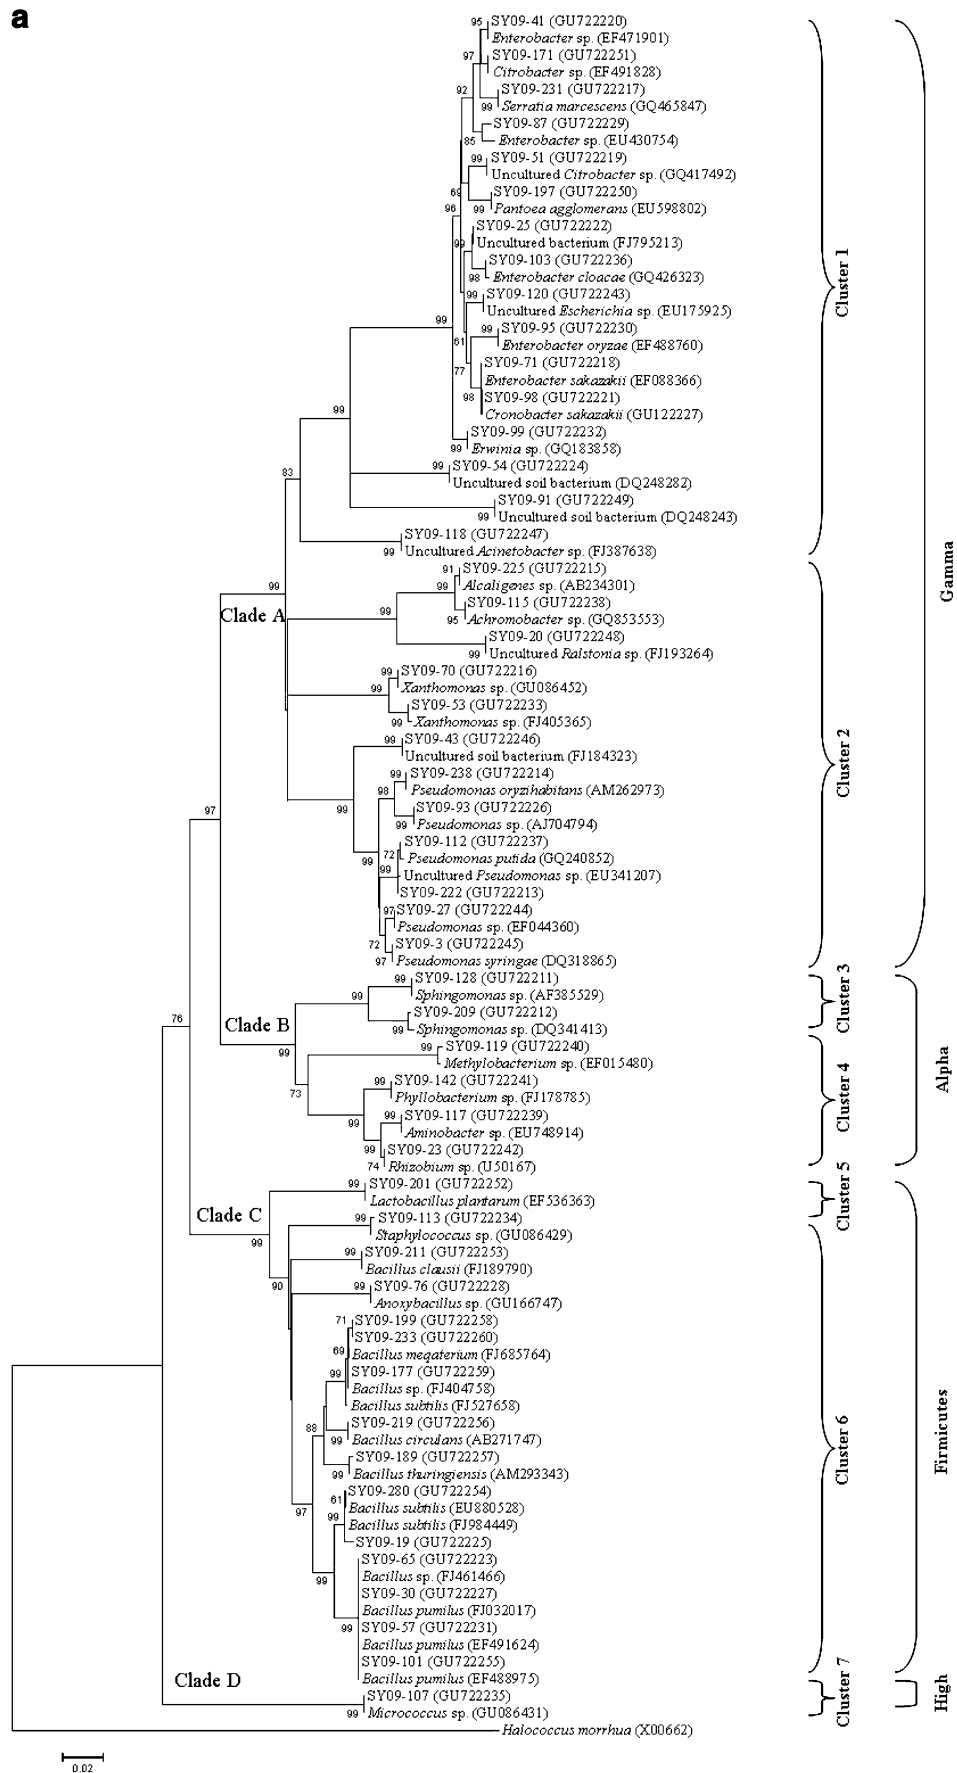 a
95 SY09-41 (GU722220)
Enterobacter sp. (EF471901)
97 SY09-171 (GU722251)
Citrobacter sp. (EF491828)
92 SY09-231 (GU722217)
99 Serratia marcescens (GQ465847)
SY09-87 (GU722229)
85 Enterobacter sp. (EU430754)
99 SY09-51 (GU722219)
Uncultured Citrobacter sp. (GQ417492)
69 SY09-197 (GU722250)
96 99 Pantoea agglomerans (EU598802)
SY09-25 (GU722222)
99 Uncultured bacterium (FJ795213)
SY09-103 (GU722236)
98 Enterobacter cloacae (GQ426323)
99 SY09-120 (GU722243)
Uncultured Escherichia sp. (EU175925)
99 99 SY09-95 (GU722230)
61 Enterobacter oryzae (EF488760)
SY09-71 (GU722218)
77 Enterobacter sakazakii (EF088366)
98 SY09-98 (GU722221)
Cronobacter sakazakii (GU122227)
99 SY09-99 (GU722232)
99 Erwinia sp. (GQ183858)
99 SY09-54 (GU722224)
83 Uncultured soil bacterium (DQ248282)
SY09-91 (GU722249)
99 Uncultured soil bacterium (DQ248243)
SY09-118 (GU722247)
99 Uncultured Acinetobacter sp. (FJ387638)
Cluster 1
91 SY09-225 (GU722215)
99 99 Alcaligenes sp. (AB234301)
SY09-115 (GU722238)
99 95 Achromobacter sp. (GQ853553)
Clade A
SY09-20 (GU722248)
99 Uncultured Ralstonia sp. (FJ193264)
99 SY09-70 (GU722216)
99 Xanthomonas sp. (GU086452)
SY09-53 (GU722233)
99 Xanthomonas sp. (FJ405365)
99 SY09-43 (GU722246)
Uncultured soil bacterium (FJ184323)
99 SY09-238 (GU722214)
98 Pseudomonas oryzihabitans (AM262973)
97 99 SY09-93 (GU722226)
99 Pseudomonas sp. (AJ704794)
SY09-112 (GU722237)
99 72 Pseudomonas putida (GQ240852)
99 Uncultured Pseudomonas sp. (EU341207)
SY09-222 (GU722213)
97 SY09-27 (GU722244)
Pseudomonas sp. (EF044360)
72 SY09-3 (GU722245)
97 Pseudomonas syringae (DQ318865)
Cluster 2
Gamma
99 SY09-128 (GU722211)
99 Sphingomonas sp. (AF385529)
SY09-209 (GU722212)
76 Clade B 99 Sphingomonas sp. (DQ341413)
Cluster 3
99 99 SY09-119 (GU722240)
Methylobacterium sp. (EF015480)
73 99 SY09-142 (GU722241)
Phyllobacterium sp. (FJ178785)
99 99 SY09-117 (GU722239)
Aminobacter sp. (EU748914)
99 SY09-23 (GU722242)
74 Rhizobium sp. (U50167)
Cluster 4
Alpha
99 SY09-201 (GU722252)
Lactobacillus plantarum (EF536363)
Cluster 5
Clade C
99 SY09-113 (GU722234)
99 Staphylococcus sp. (GU086429)
99 SY09-211 (GU722253)
Bacillus clausii (FJ189790)
90 99 SY09-76 (GU722228)
Anoxybacillus sp. (GU166747)
71 SY09-199 (GU722258)
SY09-233 (GU722260)
69 Bacillus megaterium (FJ685764)
99 SY09-177 (GU722259)
Bacillus sp. (FJ404758)
Bacillus subtilis (FJ527658)
88 SY09-219 (GU722256)
99 Bacillus circulans (AB271747)
SY09-189 (GU722257)
99 Bacillus thuringiensis (AM293343)
61 SY09-280 (GU722254)
97 Bacillus subtilis (EU880528)
99 Bacillus subtilis (FJ984449)
SY09-19 (GU722225)
SY09-65 (GU722223)
99 Bacillus sp. (FJ461466)
SY09-30 (GU722227)
Bacillus pumilus (FJ032017)
99 SY09-57 (GU722231)
Bacillus pumilus (EF491624)
SY09-101 (GU722255)
Bacillus pumilus (EF488975)
Cluster 6
Firmicutes
Clade D
SY09-107 (GU722235)
99 Micrococcus sp. (GU086431)
Cluster 7
High
Halococcus morrhua (X00662)
0.02